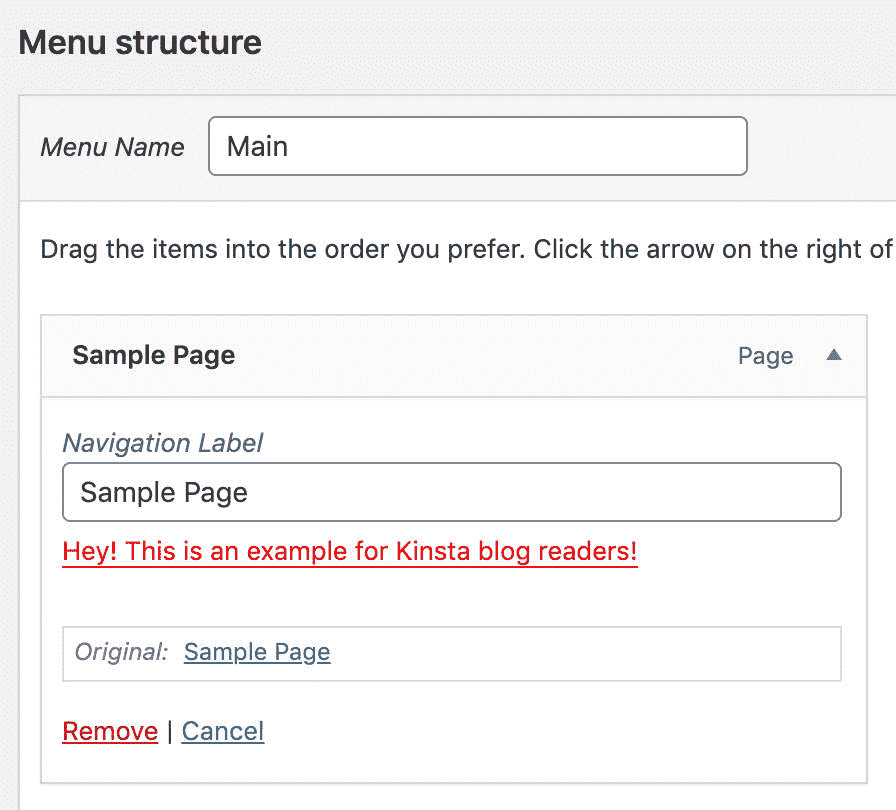 Menu structure
Menu Name Main
Drag the items into the order you prefer. Click the arrow on the right of
Sample Page Page
Navigation Label
Sample Page
Hey! This is an example for Kinsta blog readers!
Original: Sample Page
Remove | Cancel